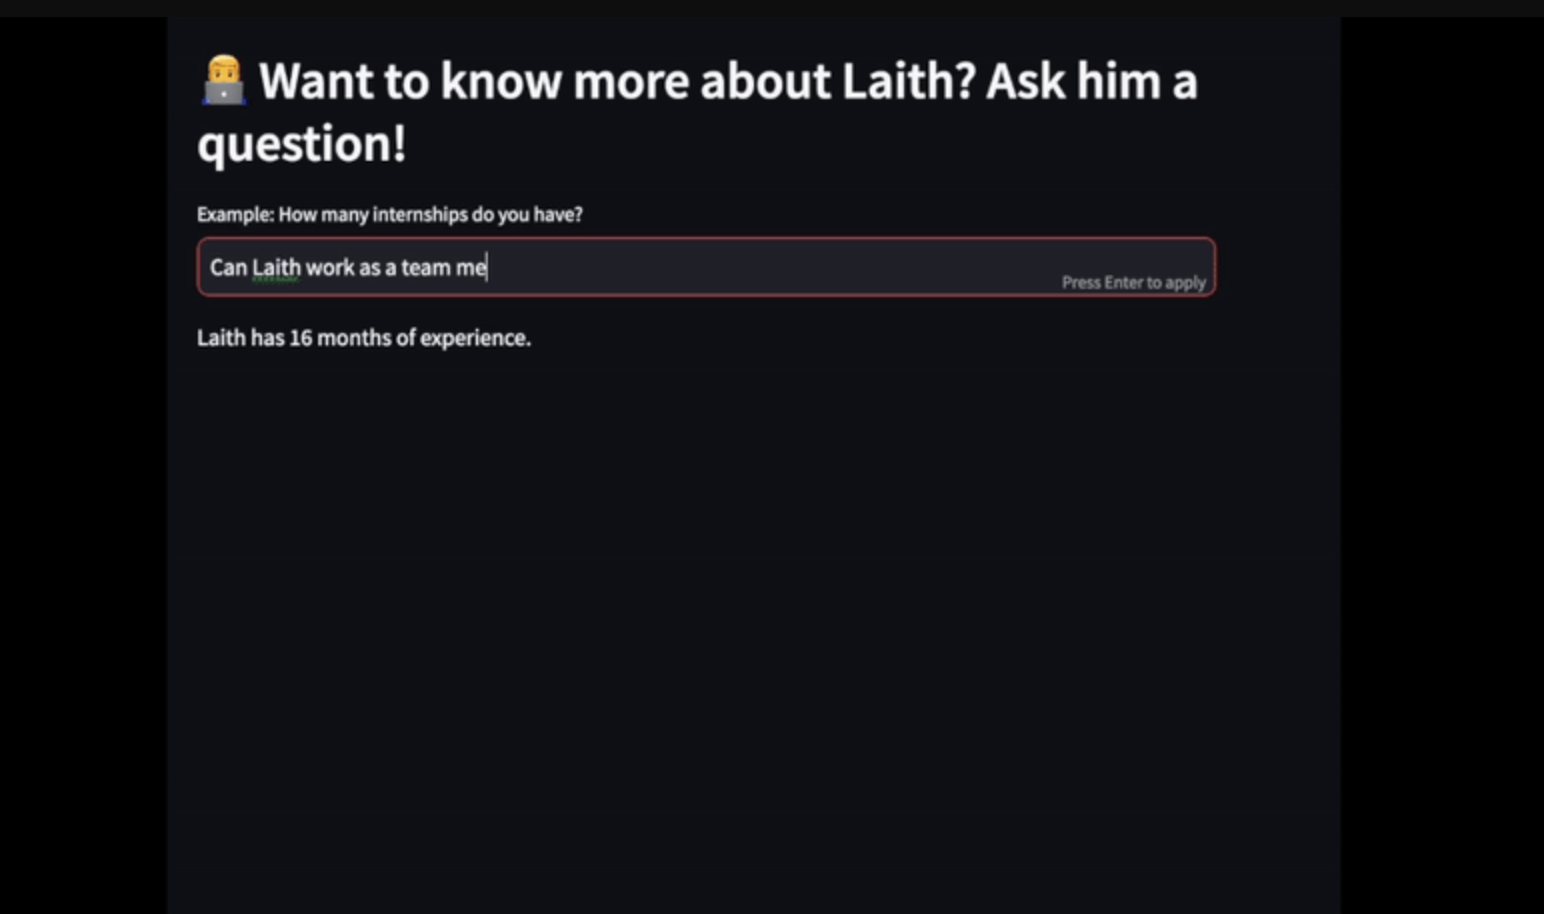 Want to know more about Laith? Ask him a
question!
Example: How many internships do you have?
Can Laith work as a team me
Press Enter to apply
Laith has 16 months of experience.